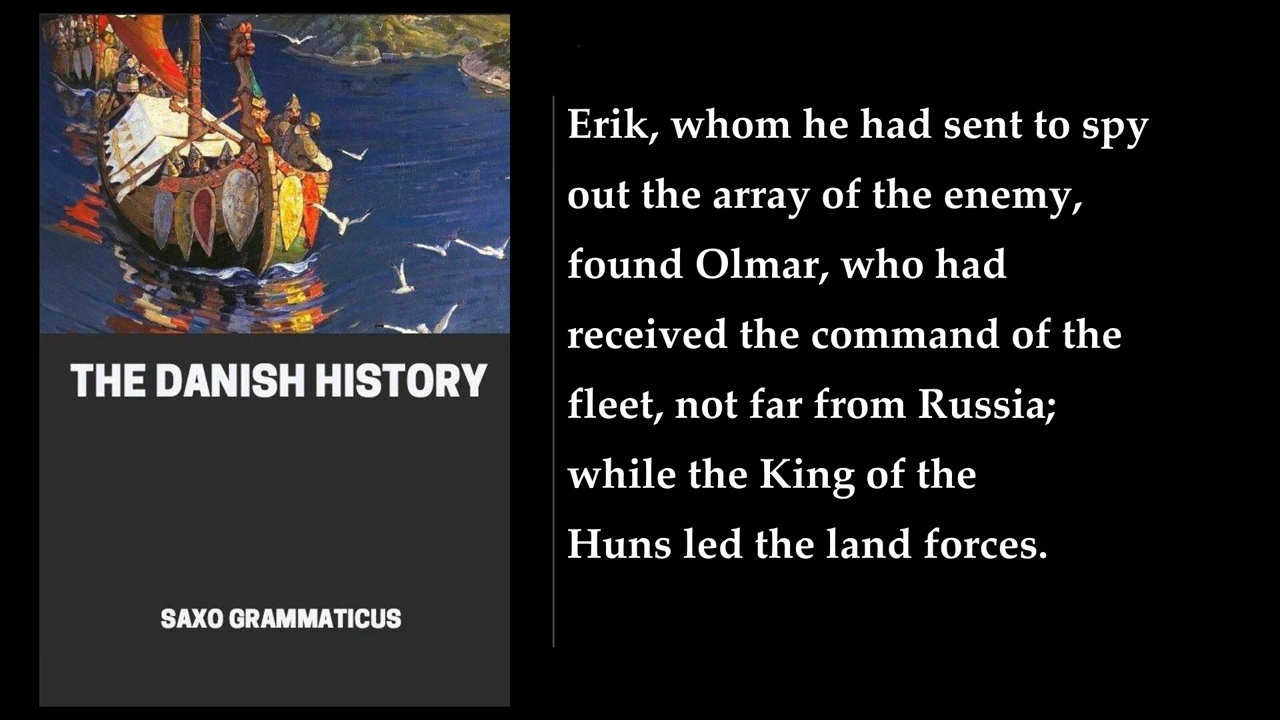 THE DANISH HISTORY
SAXO GRAMMATICUS
Erik, whom he had sent to spy
out the array of the enemy,
found Olmar, who had
received the command of the
fleet, not far from Russia;
while the King of the
Huns led the land forces.